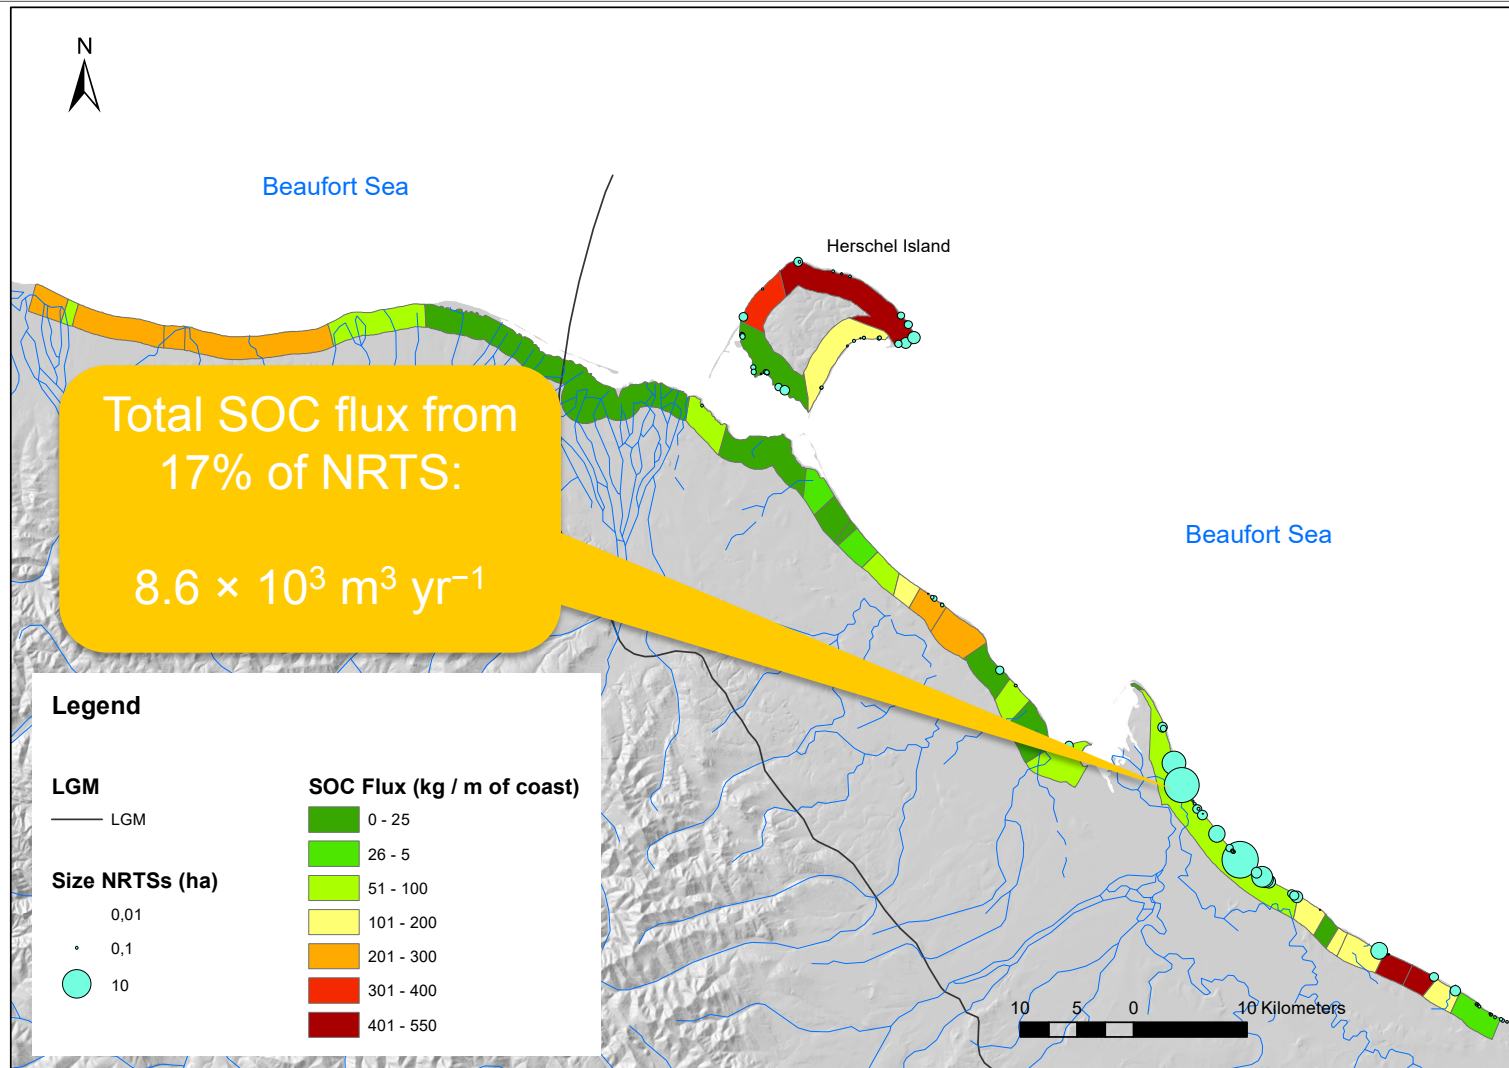 N
Beaufort Sea
Herschel Island
Total SOC flux from
17% of NRTS:
8.6 × 10³ m³ yr⁻¹
Beaufort Sea
Legend
LGM
LGM
Size NRTSs (ha)
0,01
0,1
10
SOC Flux (kg / m of coast)
0 - 25
26 - 5
51 - 100
101 - 200
201 - 300
301 - 400
401 - 550
10 5 0 10 Kilometers